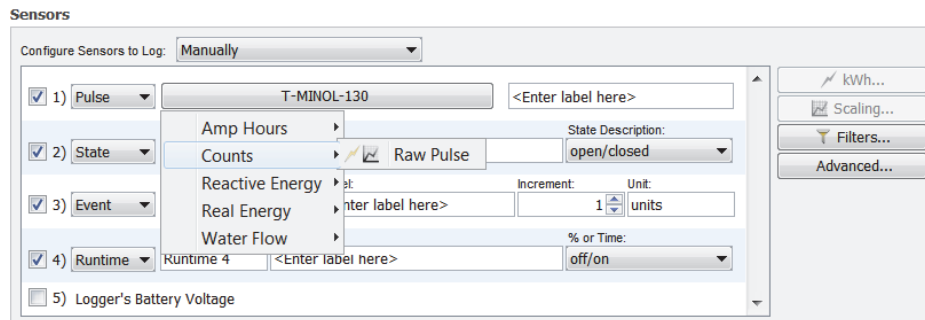 Sensors
Configure Sensors to Log: Manually
kWh...
1) Pulse T-MINOL-130 <Enter label here>
Scaling...
Amp Hours State Description:
Filters...
2) State Counts Raw Pulse open/closed
Advanced...
Reactive Energy el: Increment: Unit:
3) Event Real Energy nter label here> 1 units
Water Flow % or Time:
4) Runtime Runtime 4 <Enter label here> off/on
5) Logger's Battery Voltage